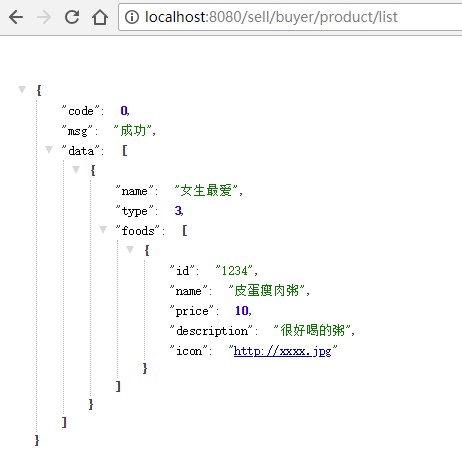 localhost:8080/sell/buyer/product/list
{
"code": 0,
"msg": "成功",
"data": [
{
"name": "女生最爱",
"type": 3,
"foods": [
{
"id": "1234",
"name": "皮蛋瘦肉粥",
"price": 10,
"description": "很好喝的粥",
"icon": "http://xxxx.jpg"
}
]
}
]
}